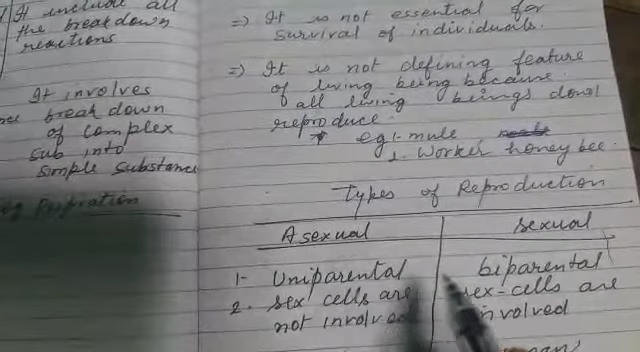 It include all
the breakdown
reactions
It involves
break down
of complex
sub into
simple substance
⇒ It is not essential for
survival of individuals.
⇒ It is not defining feature
of living being because
all living beings
reproduce.
eg 1- mule
2. Worker honey bee.
Types of Reproduction
Asexual
sexual
1- Uniparental
biparental
2. sex cells are
not involved
sex-cells are
involved